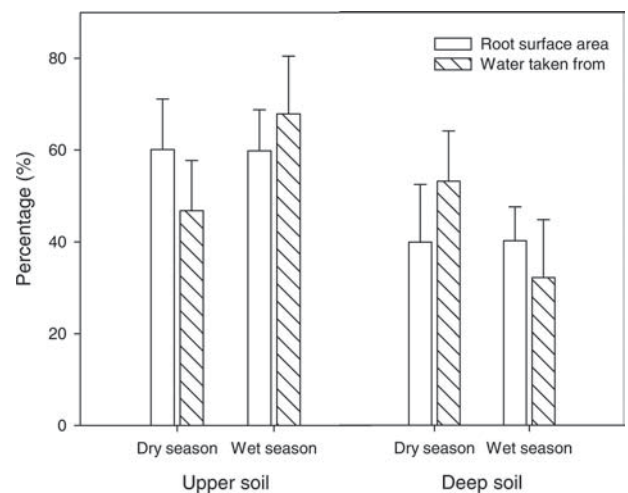 80
60
40
20
0
Percentage (%)
Root surface area
Water taken from
Dry season Wet season Dry season Wet season
Upper soil Deep soil